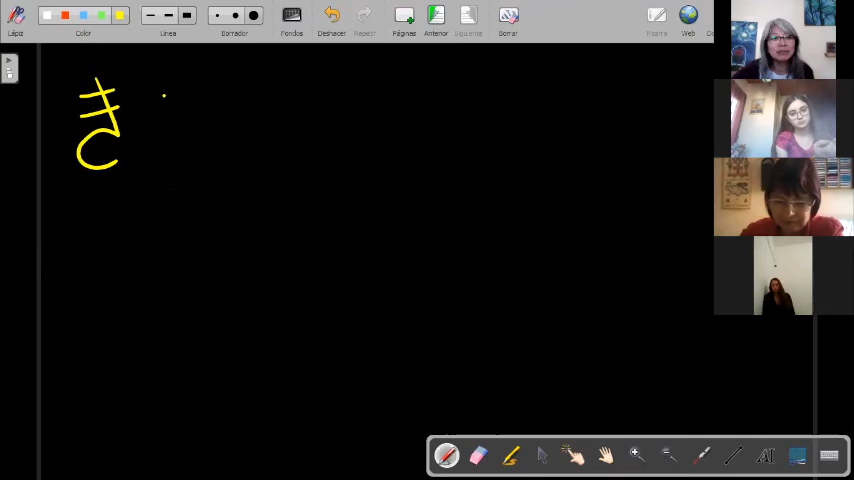 Lápiz Color Línea Borrador Fondos Deshacer Repetir Páginas Anterior Siguiente Borrar Pizarra Web
き